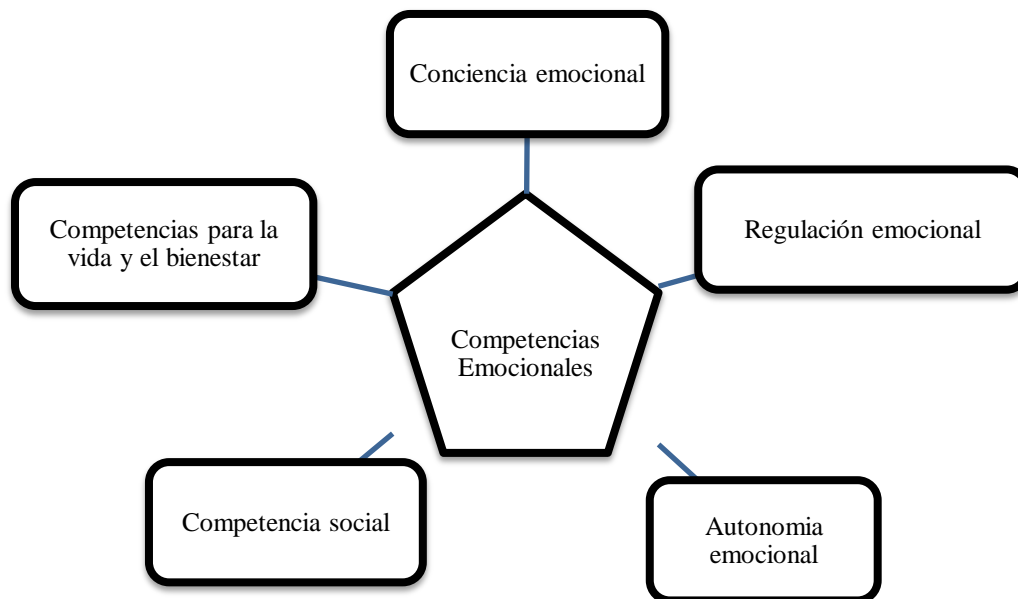 Conciencia emocional
Competencias para la
vida y el bienestar
Regulación emocional
Competencias
Emocionales
Competencia social
Autonomia
emocional